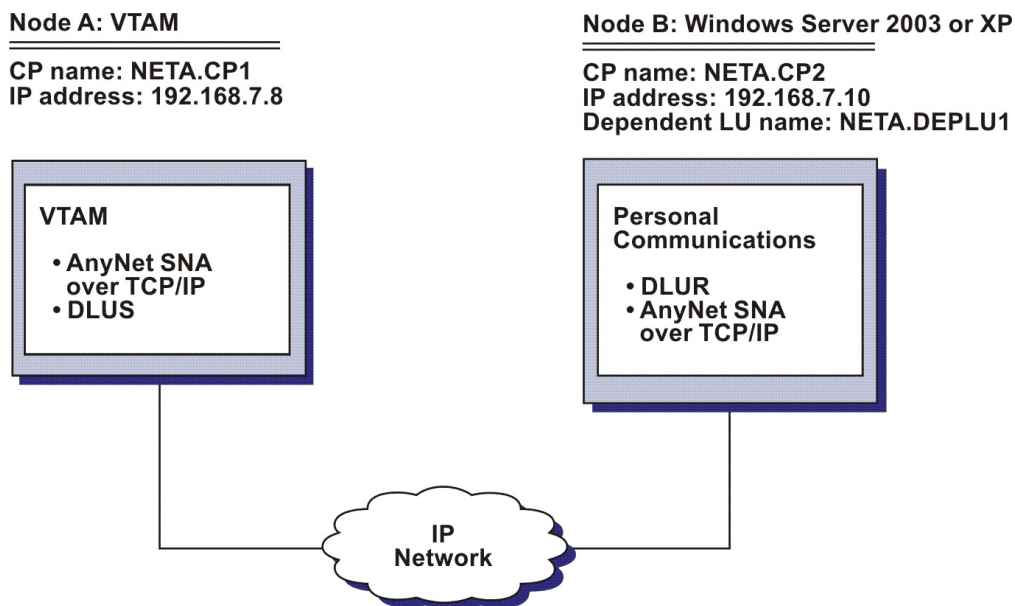 Node A: VTAM
CP name: NETA.CP1
IP address: 192.168.7.8
Node B: Windows Server 2003 or XP
CP name: NETA.CP2
IP address: 192.168.7.10
Dependent LU name: NETA.DEPLU1
VTAM
• AnyNet SNA
over TCP/IP
• DLUS
Personal
Communications
• DLUR
• AnyNet SNA
over TCP/IP
IP
Network